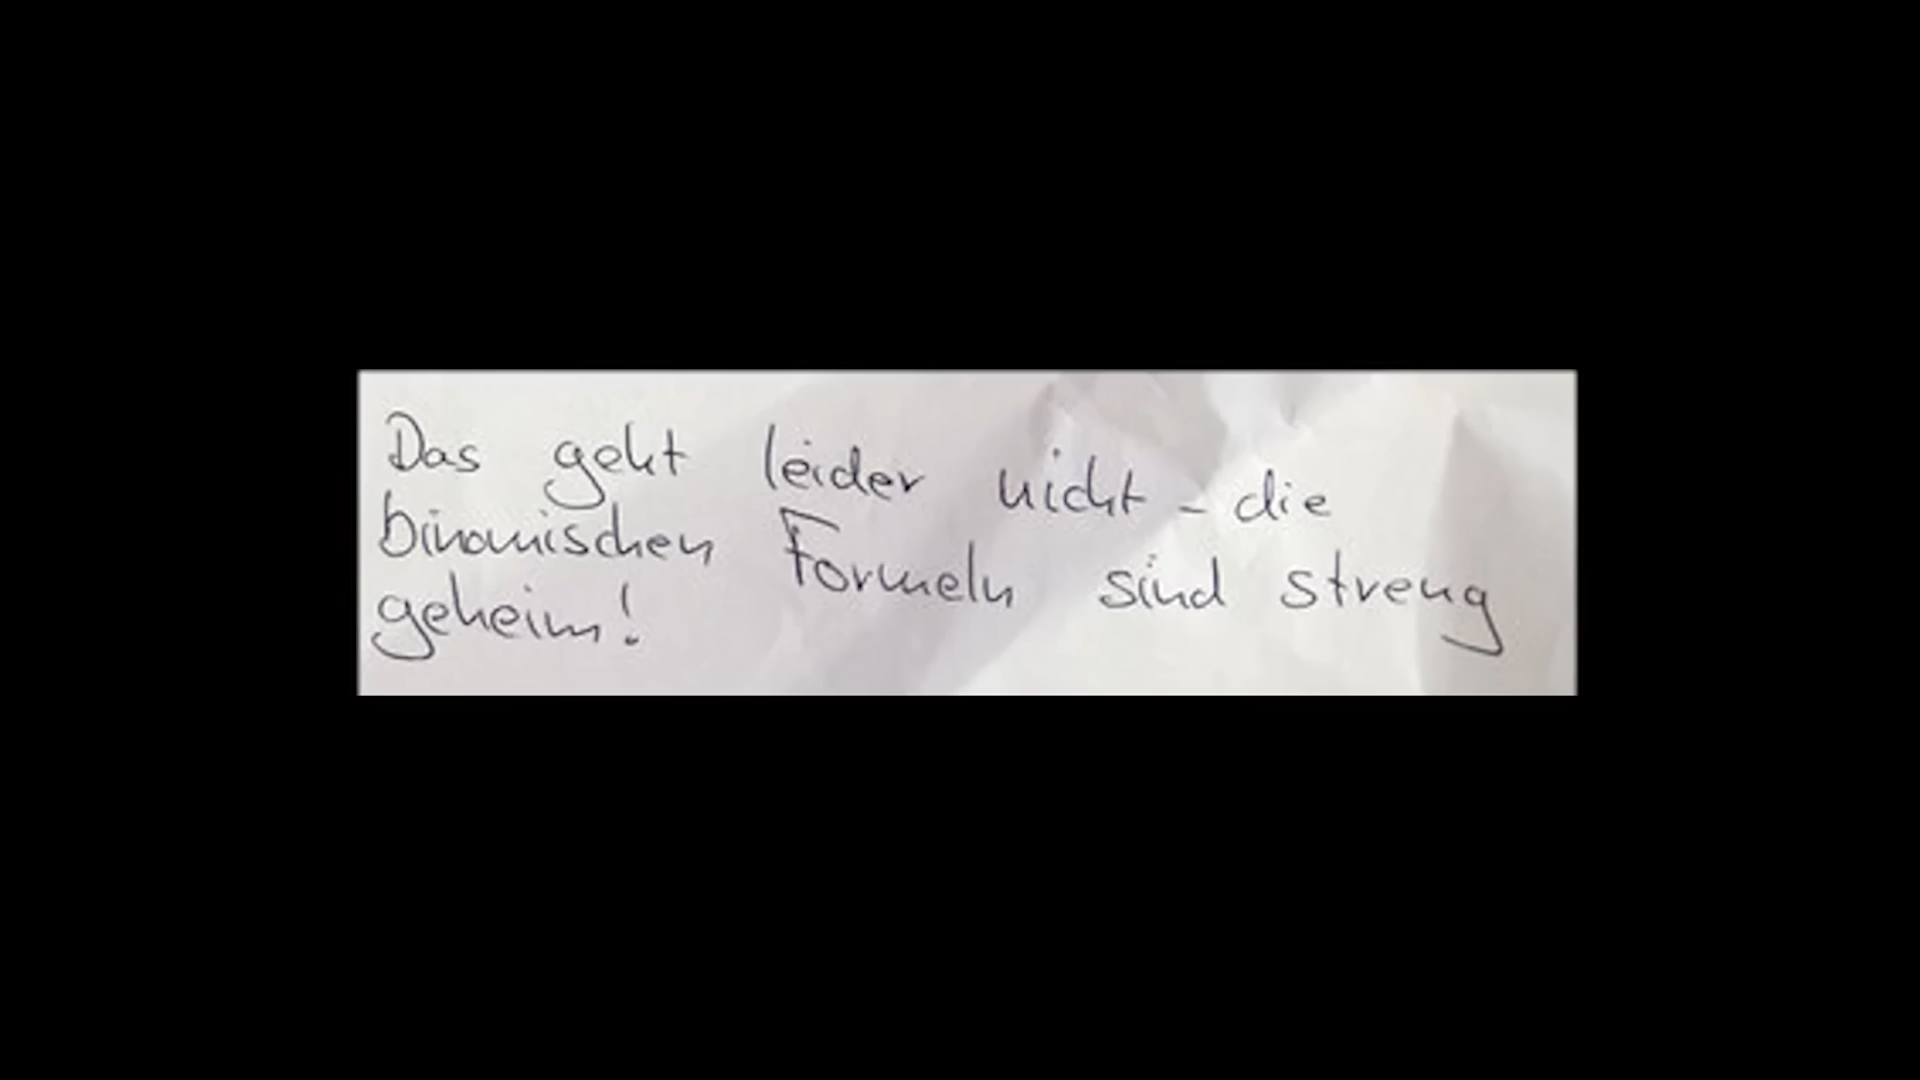 Das geht leider nicht - die
binomischen Formeln sind streng
geheim!